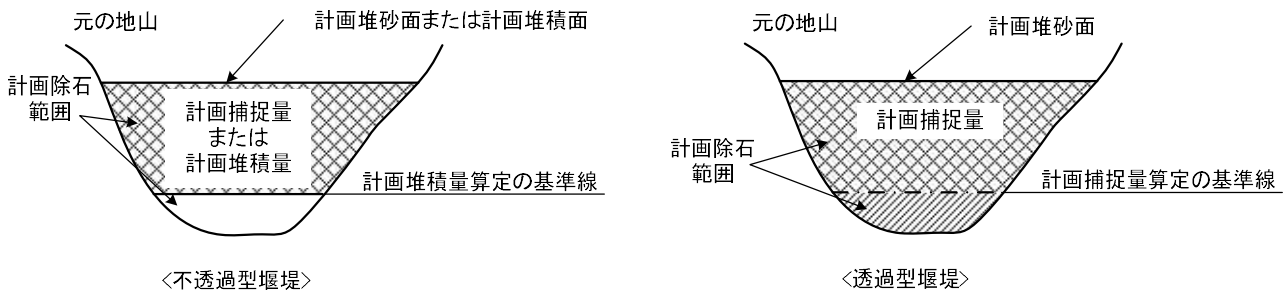 元の地山
計画堆砂面または計画堆積面
計画除石
範囲
計画捕捉量
または
計画堆積量
計画堆積量算定の基準線
<不透過型堰堤>
元の地山
計画堆砂面
計画捕捉量
計画除石
範囲
計画捕捉量算定の基準線
<透過型堰堤>